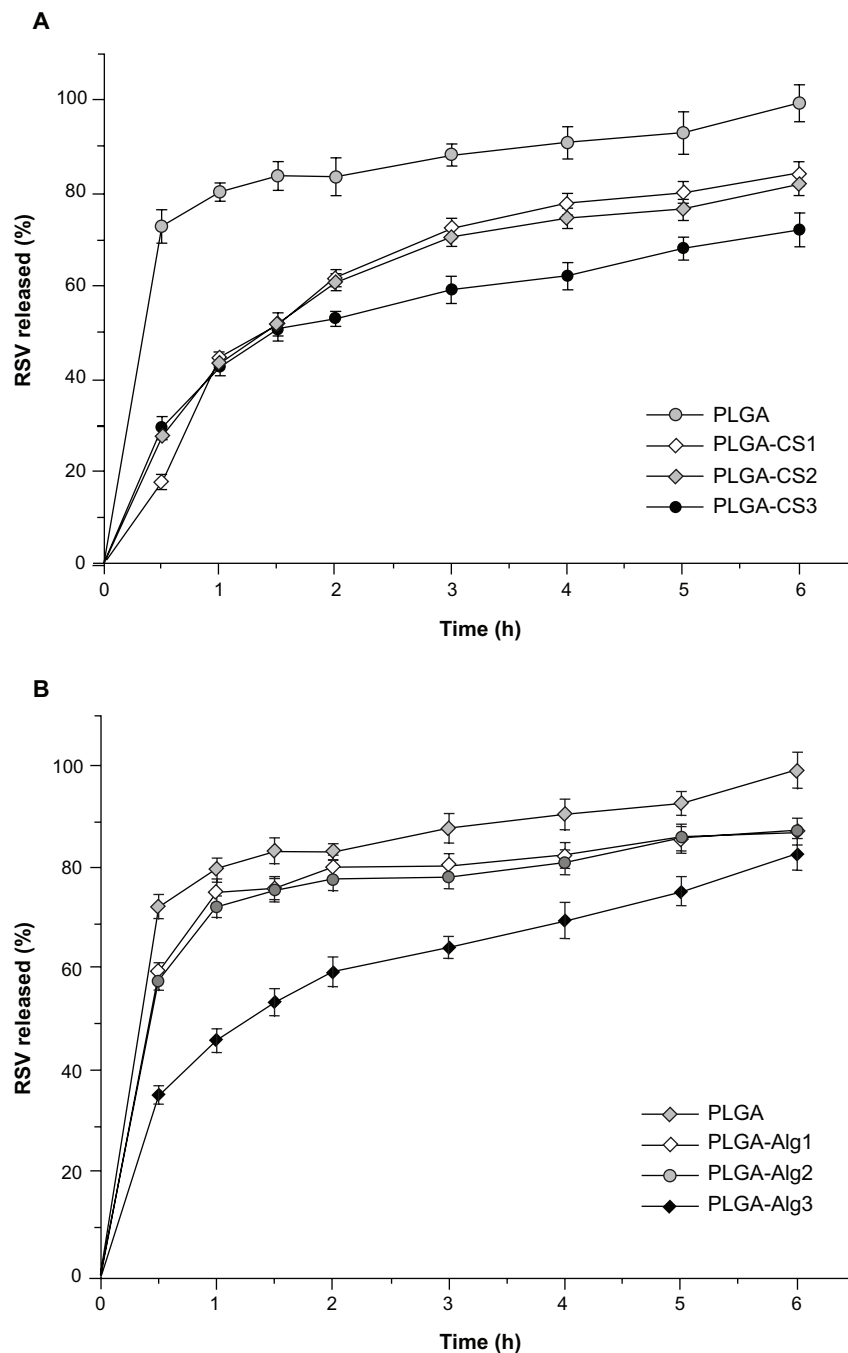 A
100
80
60
40
20
0
RSV released (%)
PLGA
PLGA-CS1
PLGA-CS2
PLGA-CS3
0 1 2 3 4 5 6
Time (h)
B
100
80
60
40
20
0
RSV released (%)
PLGA
PLGA-Alg1
PLGA-Alg2
PLGA-Alg3
0 1 2 3 4 5 6
Time (h)